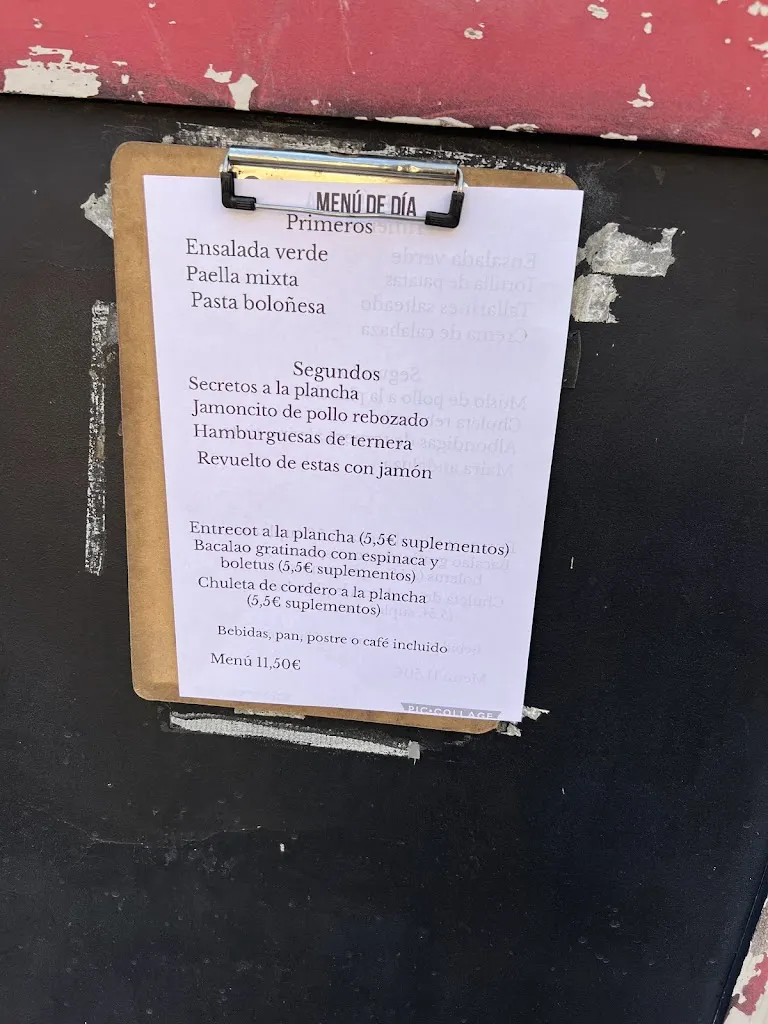 MENÚ DE DÍA
Primeros
Ensalada verde
Paella mixta
Pasta boloñesa
Segundos
Secretos a la plancha
Jamoncito de pollo rebozado
Hamburguesas de ternera
Revuelto de estas con jamón
Entrecot a la plancha (5,5€ suplementos)
Bacalao gratinado con espinaca y
boletus (5,5€ suplementos)
Chuleta de cordero a la plancha
(5,5€ suplementos)
Bebidas, pan, postre o café incluido
Menú 11,50€
PIC•COLLAGE